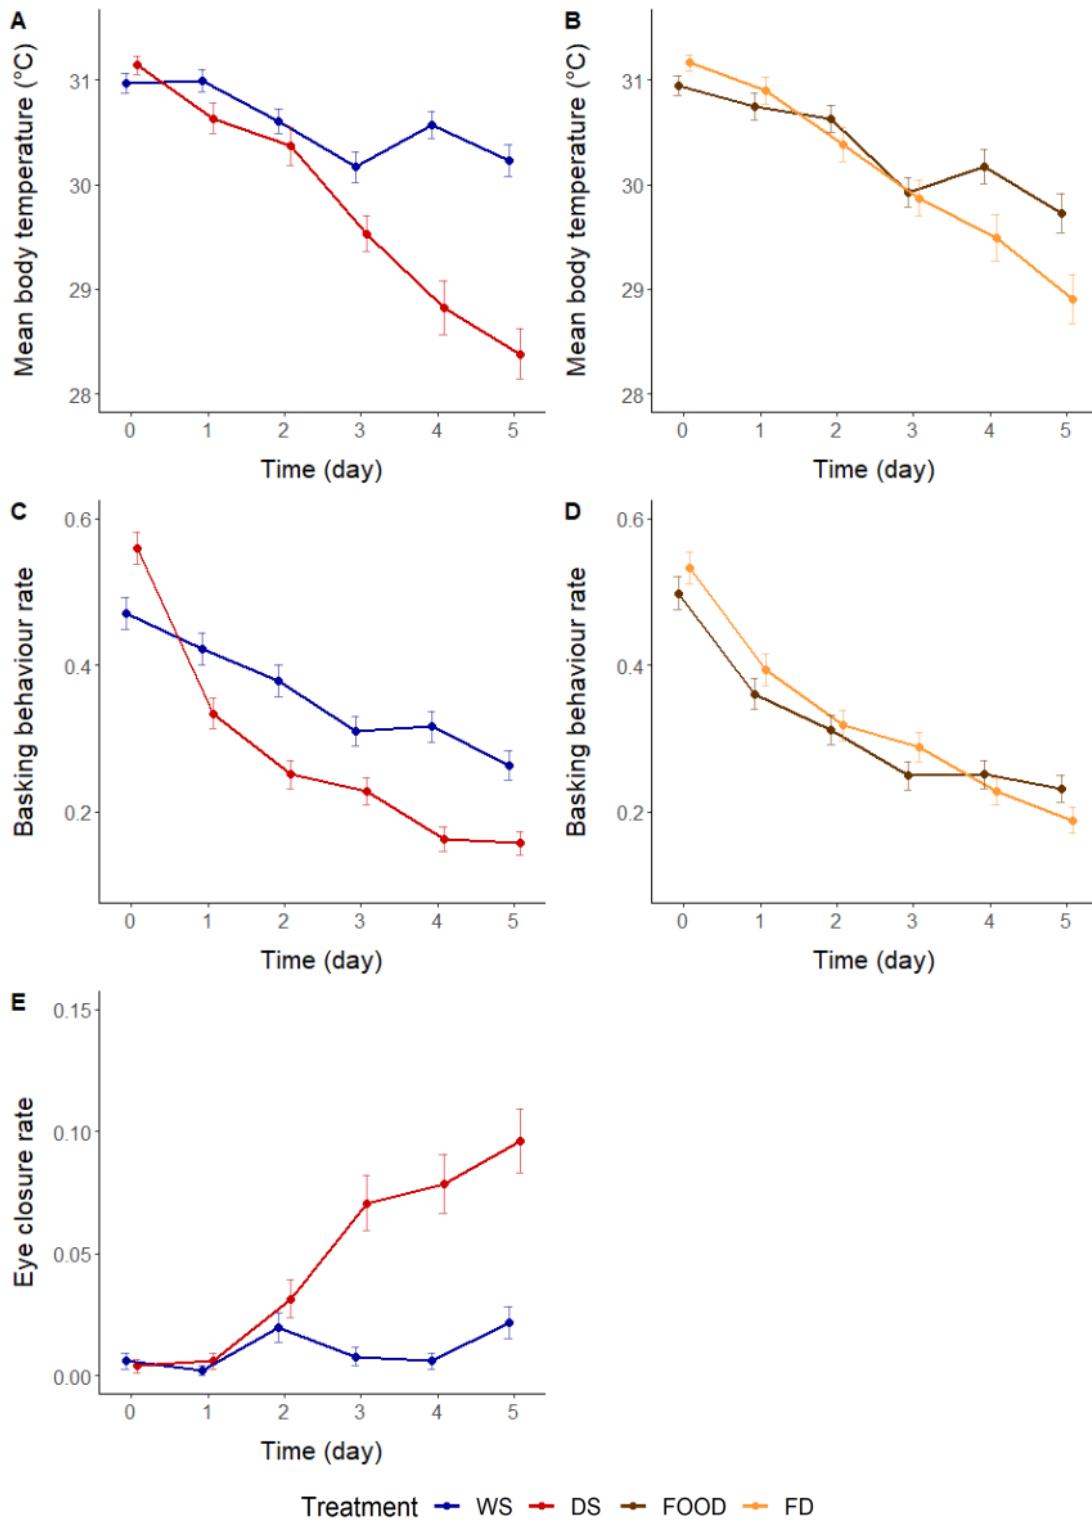 A
Mean body temperature (°C)
31
30
29
28
0 1 2 3 4 5
Time (day)
B
Mean body temperature (°C)
31
30
29
28
0 1 2 3 4 5
Time (day)
C
Basking behaviour rate
0.6
0.4
0.2
0 1 2 3 4 5
Time (day)
D
Basking behaviour rate
0.6
0.4
0.2
0 1 2 3 4 5
Time (day)
E
Eye closure rate
0.15
0.10
0.05
0.00
0 1 2 3 4 5
Time (day)
Treatment WS DS FOOD FD